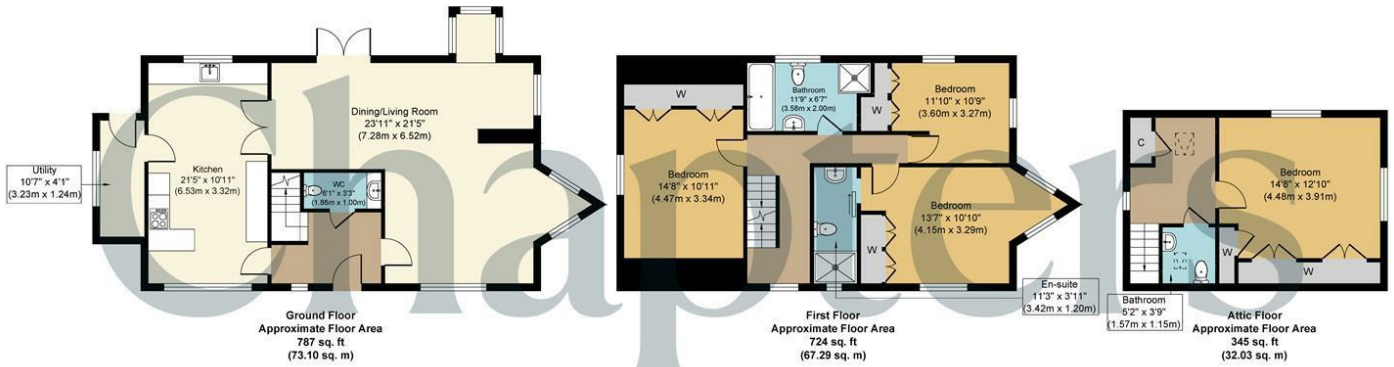 Chapters
Utility
10'7" x 4'1"
(3.23m x 1.24m)
Kitchen
21'5" x 10'11"
(6.53m x 3.32m)
Dining/Living Room
23'11" x 21'5"
(7.28m x 6.52m)
WC
6'1" x 3'3"
(1.86m x 1.00m)
Ground Floor
Approximate Floor Area
787 sq. ft
(73.10 sq. m)
W
Bedroom
14'8" x 10'11"
(4.47m x 3.34m)
Bathroom
11'9" x 6'7"
(3.58m x 2.00m)
W
Bedroom
11'10" x 10'9"
(3.60m x 3.27m)
Bedroom
13'7" x 10'10"
(4.15m x 3.29m)
W
En-suite
11'3" x 3'11"
(3.42m x 1.20m)
First Floor
Approximate Floor Area
724 sq. ft
(67.29 sq. m)
C
Bedroom
14'8" x 12'10"
(4.48m x 3.91m)
W
W
Bathroom
5'2" x 3'9"
(1.57m x 1.15m)
Attic Floor
Approximate Floor Area
345 sq. ft
(32.03 sq. m)